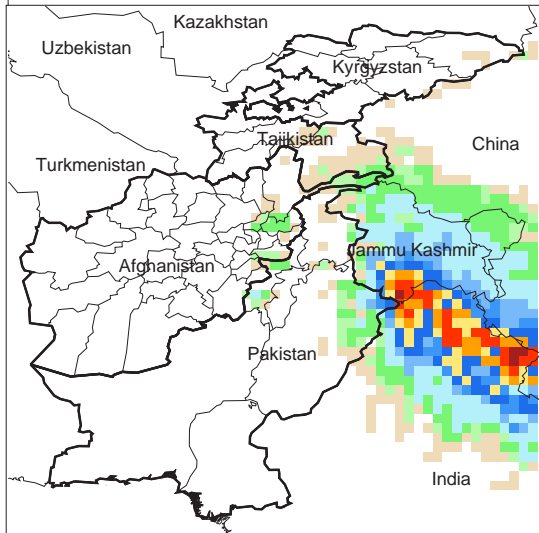 Kazakhstan
Uzbekistan
Kyrgyzstan
Tajikistan
China
Turkmenistan
Jammu Kashmir
Afghanistan
Pakistan
India